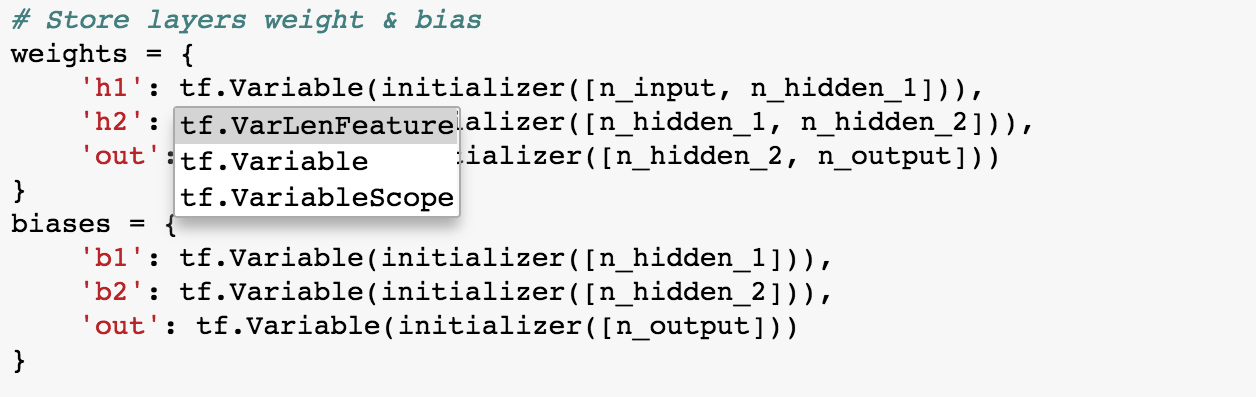 # Store layers weight & bias
weights = {
    'h1': tf.Variable(initializer([n_input, n_hidden_1])),
    'h2': alizer([n_hidden_1, n_hidden_2])),
    'out': ializer([n_hidden_2, n_output]))
tf.VarLenFeature
tf.Variable
tf.VariableScope
}
biases = {
    'b1': tf.Variable(initializer([n_hidden_1])),
    'b2': tf.Variable(initializer([n_hidden_2])),
    'out': tf.Variable(initializer([n_output]))
}